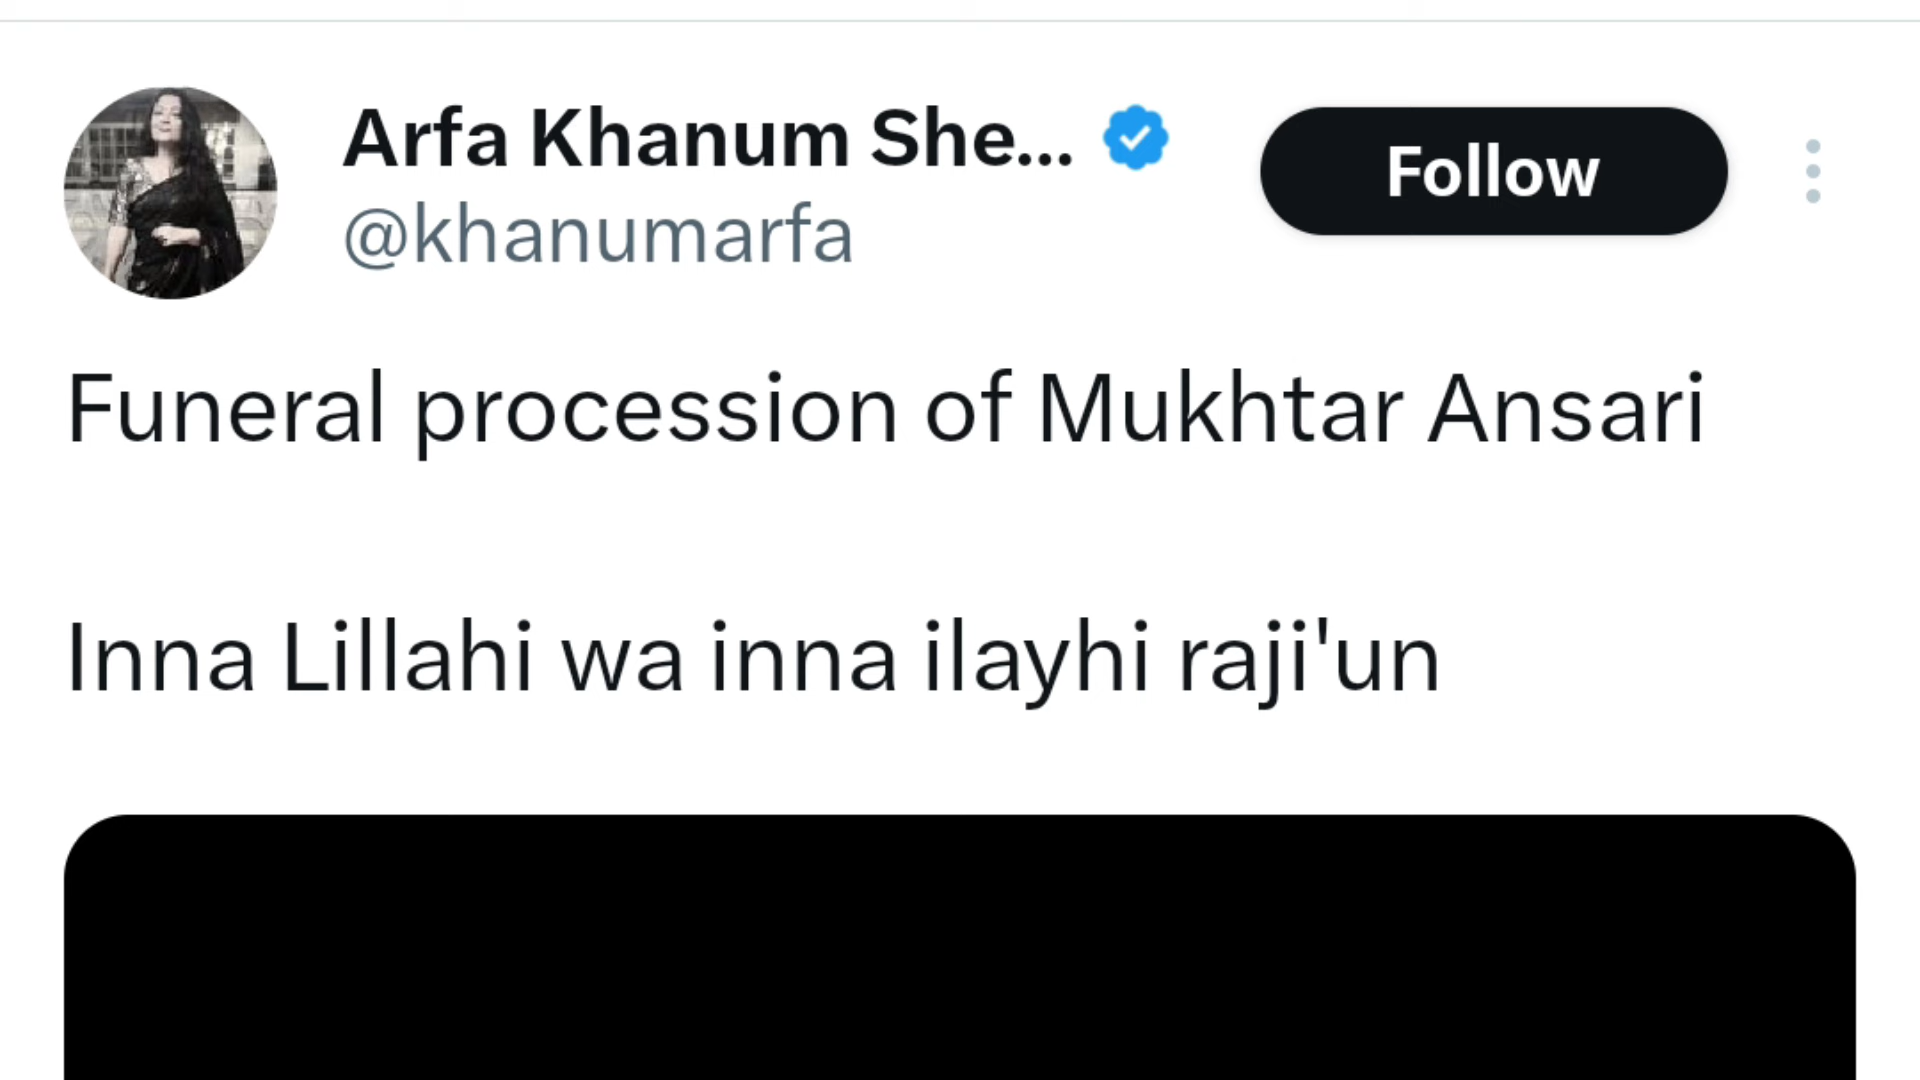 Arfa Khanum She...
@khanumarfa
Follow
Funeral procession of Mukhtar Ansari
Inna Lillahi wa inna ilayhi raji'un